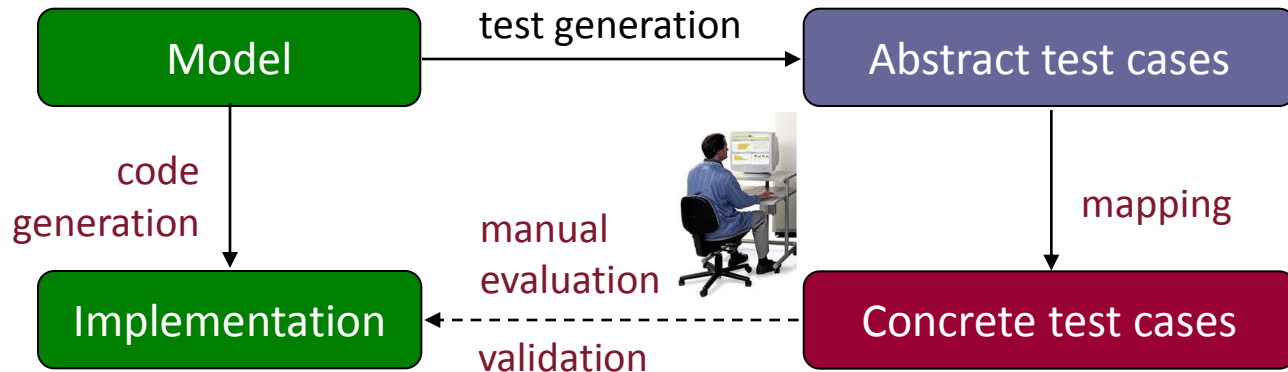 test generation
Model
Abstract test cases
code
generation
mapping
manual
evaluation
Implementation
Concrete test cases
validation